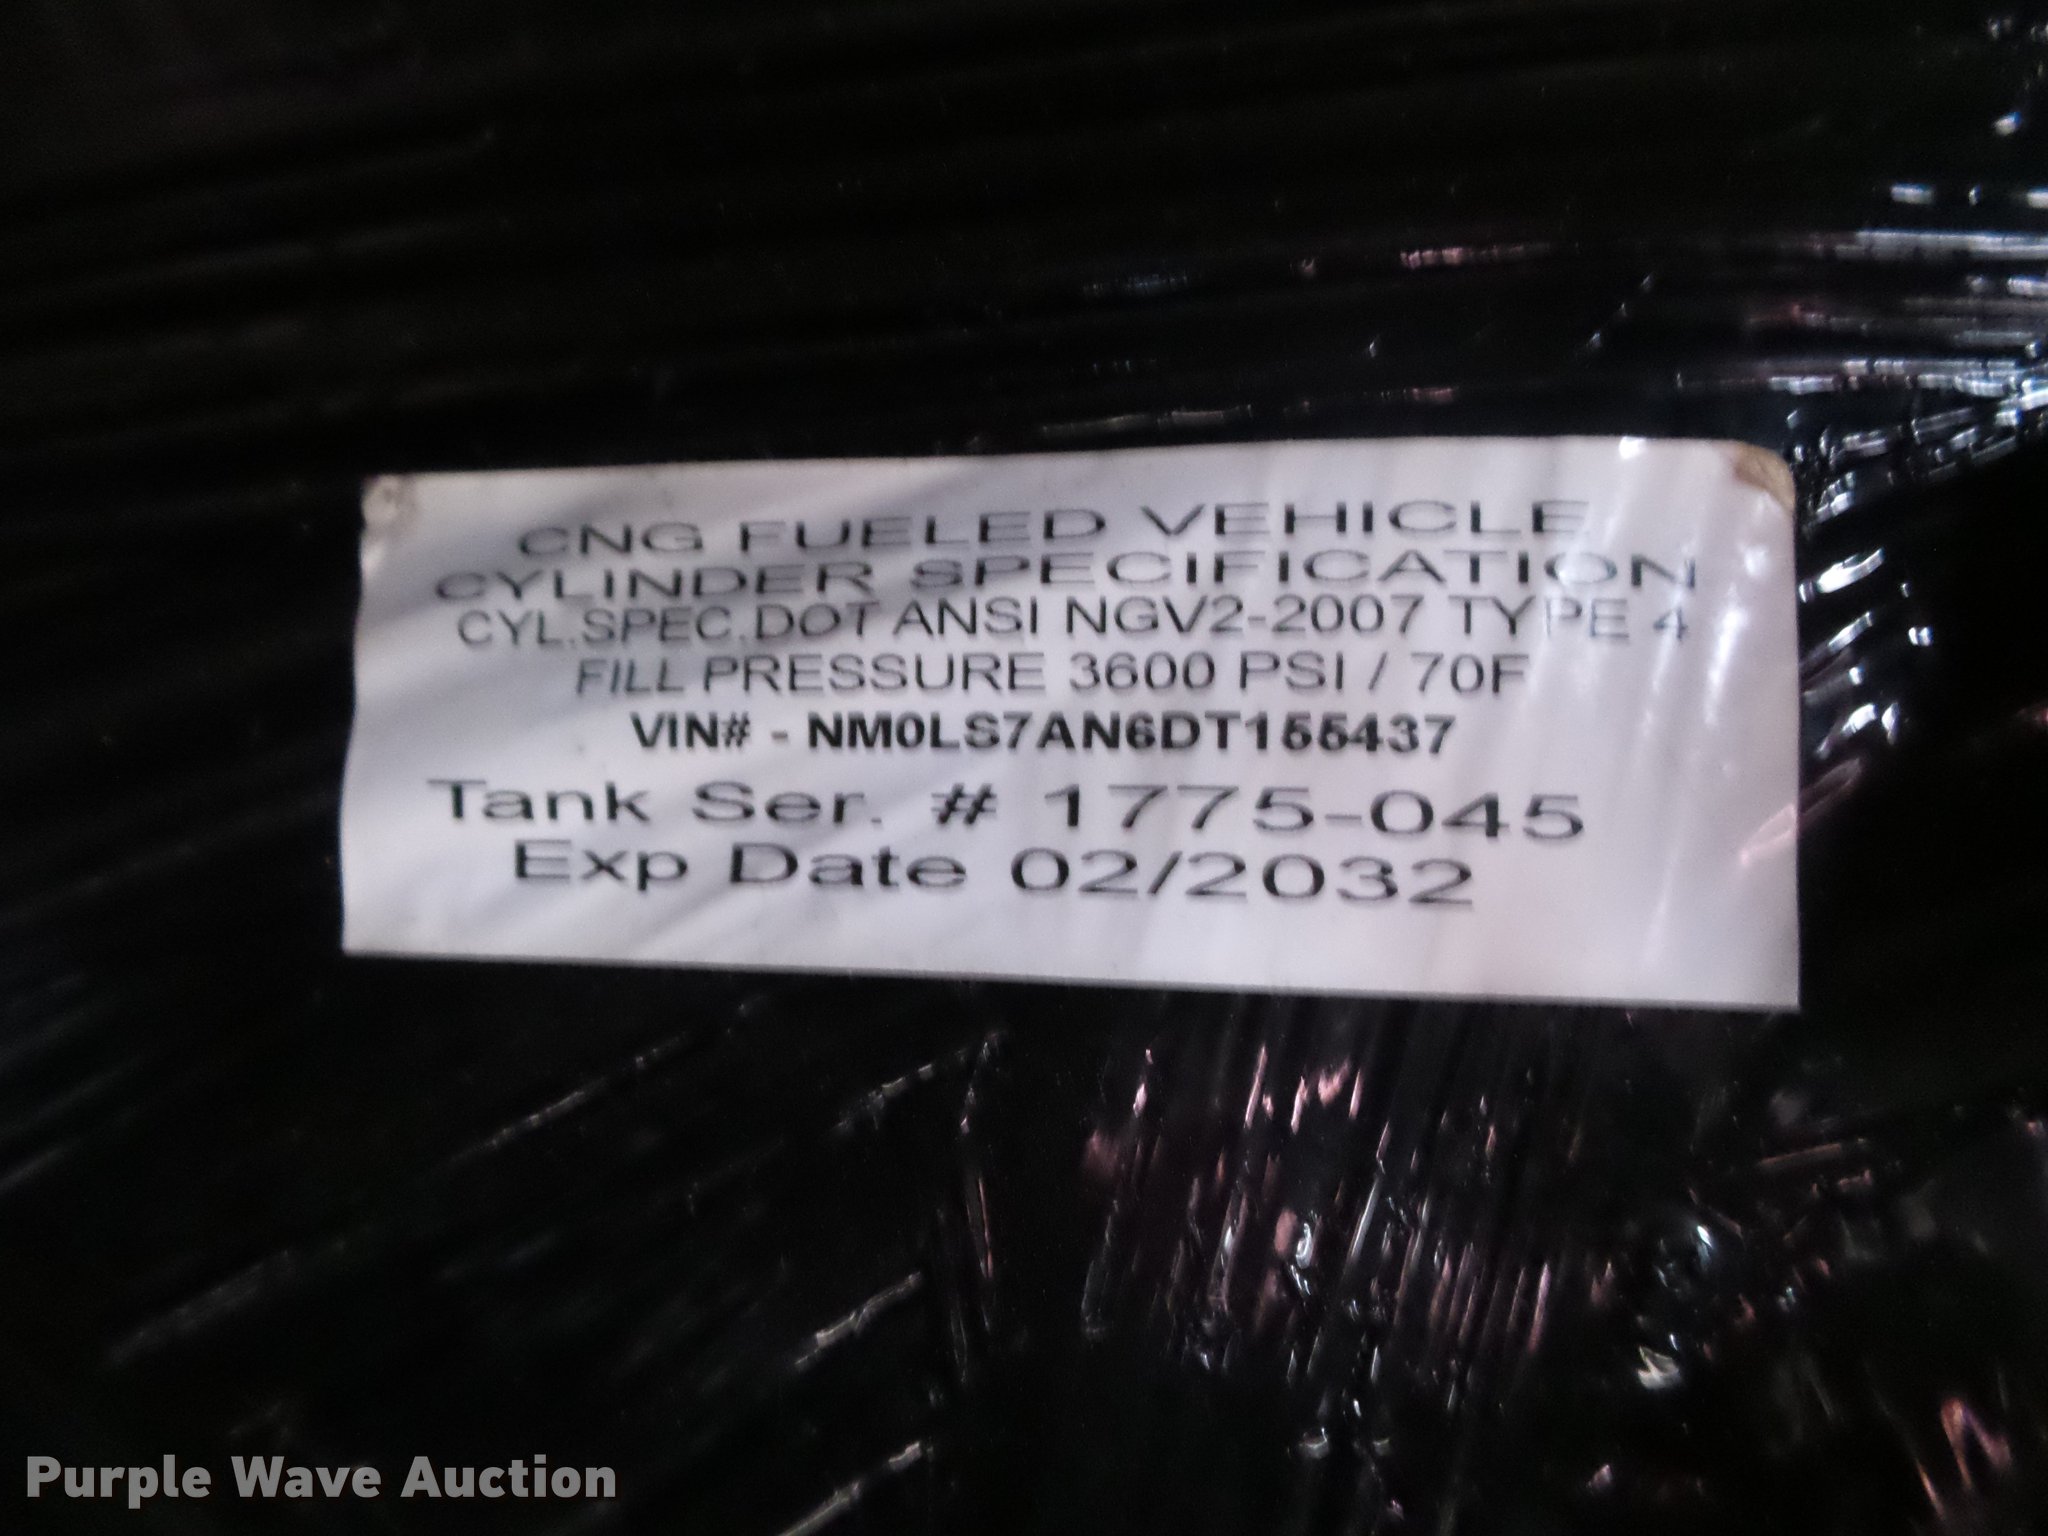 CNG FUELED VEHICLE
CYLINDER SPECIFICATION
CYL.SPEC.DOT ANSI NGV2-2007 TYPE 4
FILL PRESSURE 3600 PSI / 70F
VIN# - NM0LS7AN6DT155437
Tank Ser. # 1775-045
Exp Date 02/2032
Purple Wave Auction